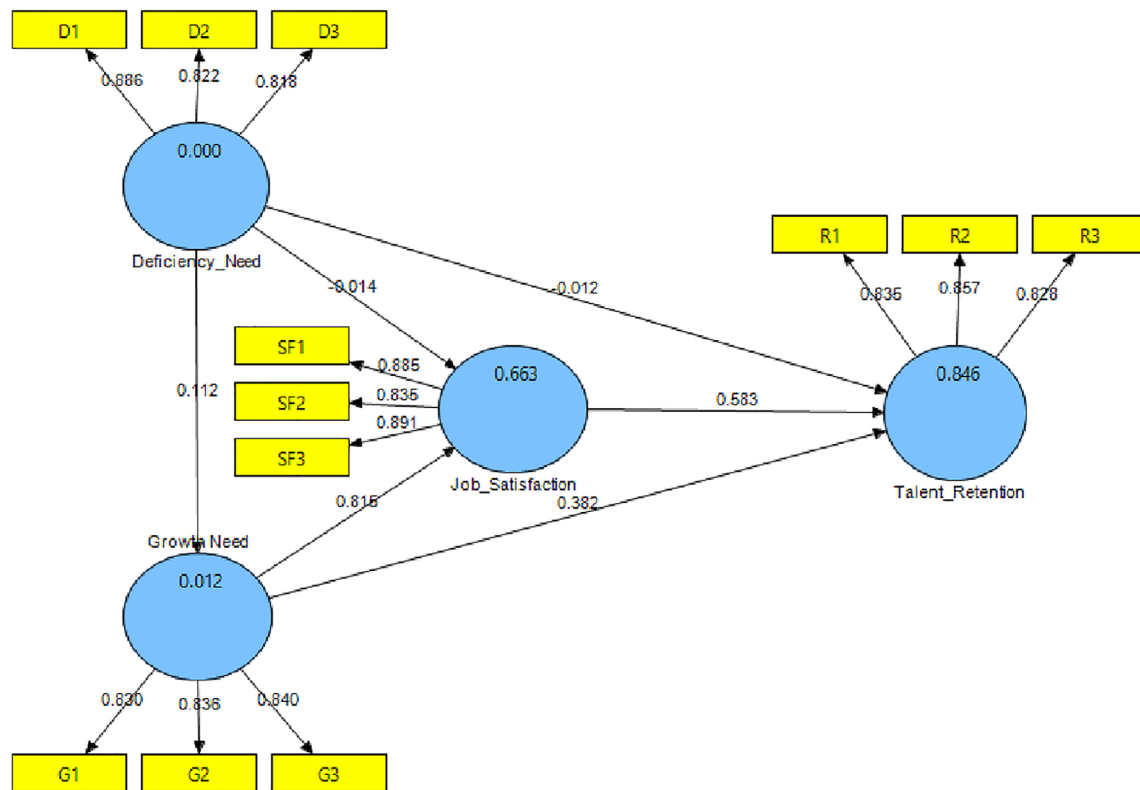 D1 D2 D3
0.886 0.822 0.818
0.000
Deficiency_Need
R1 R2 R3
0.835 0.857 0.828
-0.014 -0.012
SF1
0.885
SF2
0.835
SF3
0.891
0.663
Job_Satisfaction
0.846
Talent_Retention
0.112
0.583
0.815
0.382
Growth Need
0.012
0.830 0.836 0.840
G1 G2 G3